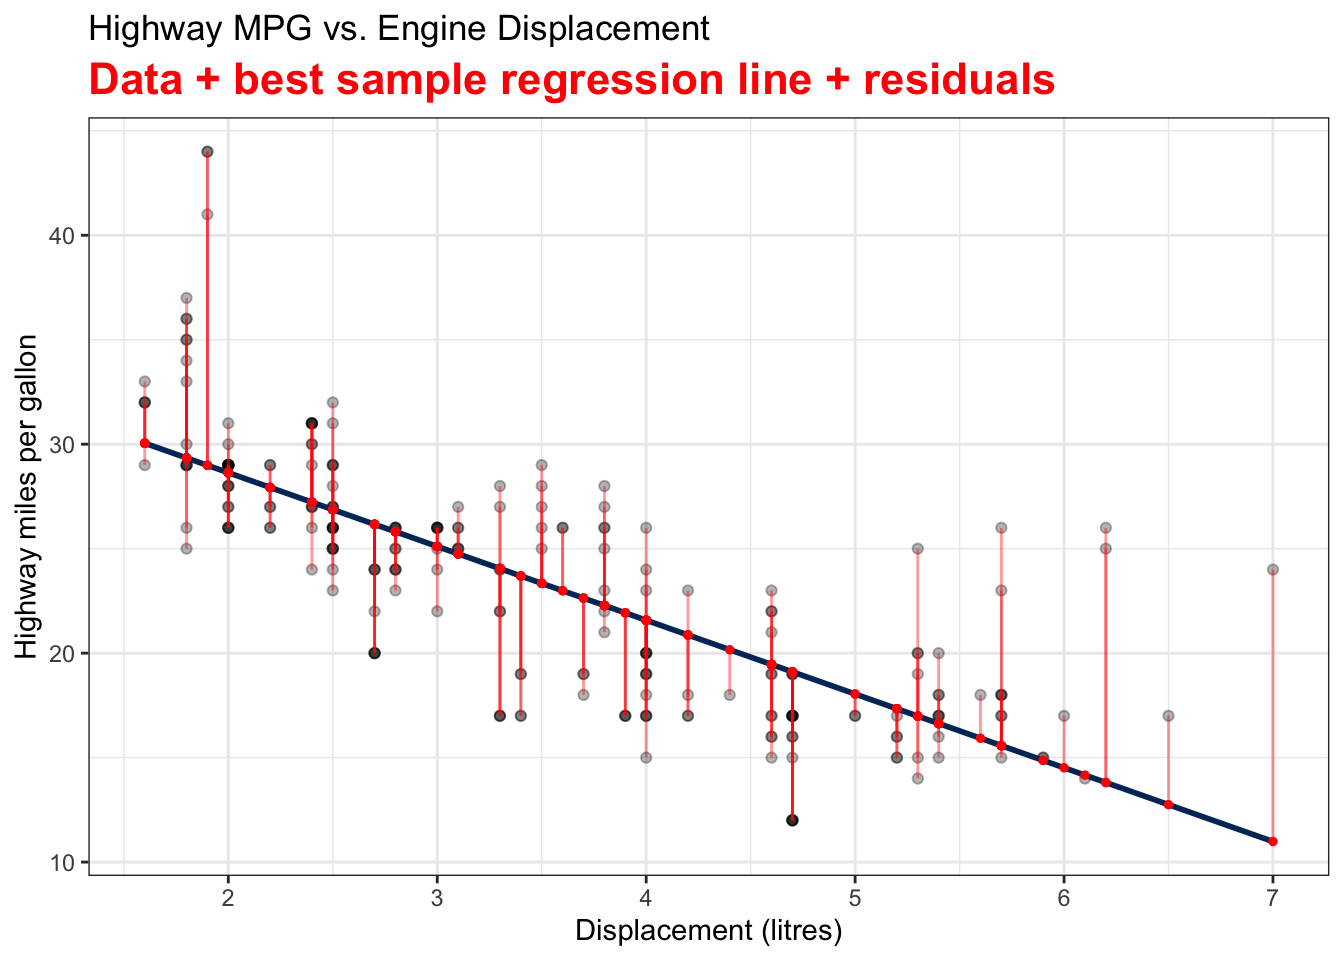 Highway MPG vs. Engine Displacement
Data + best sample regression line + residuals
Highway miles per gallon
40
30
20
10
2 3 4 5 6 7
Displacement (litres)